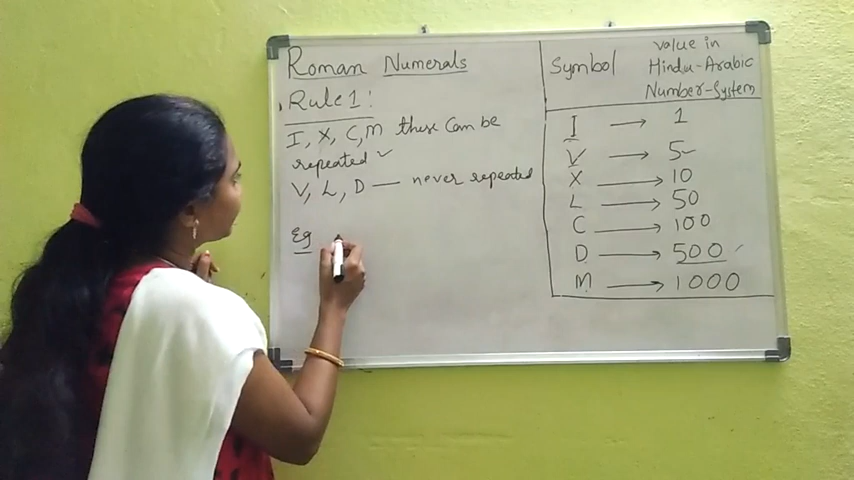 Roman Numerals
Rule 1:
I, X, C, M these can be
repeated ✓
V, L, D — never repeated
Eg
Symbol
value in
Hindu-Arabic
Number-System
I → 1
V → 5
X → 10
L → 50
C → 100
D → 500
M → 1000